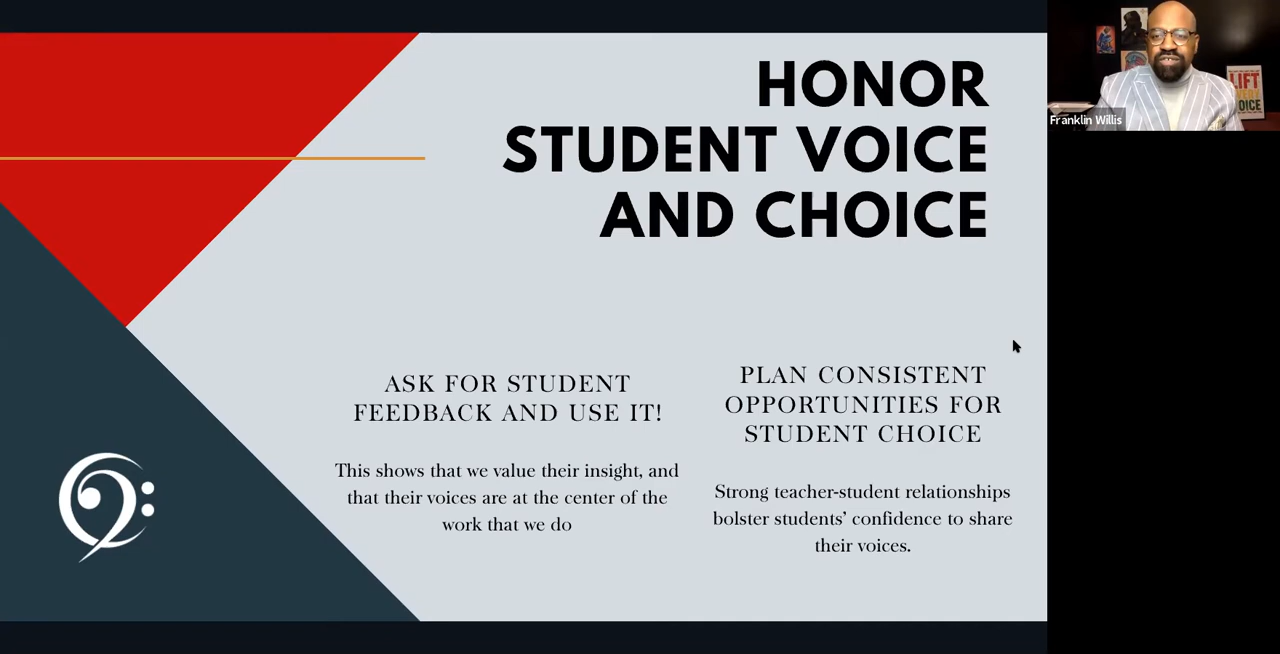 HONOR
STUDENT VOICE
AND CHOICE
ASK FOR STUDENT
FEEDBACK AND USE IT!
This shows that we value their insight, and
that their voices are at the center of the
work that we do
PLAN CONSISTENT
OPPORTUNITIES FOR
STUDENT CHOICE
Strong teacher-student relationships
bolster students’ confidence to share
their voices.
LIFT
Franklin Willis